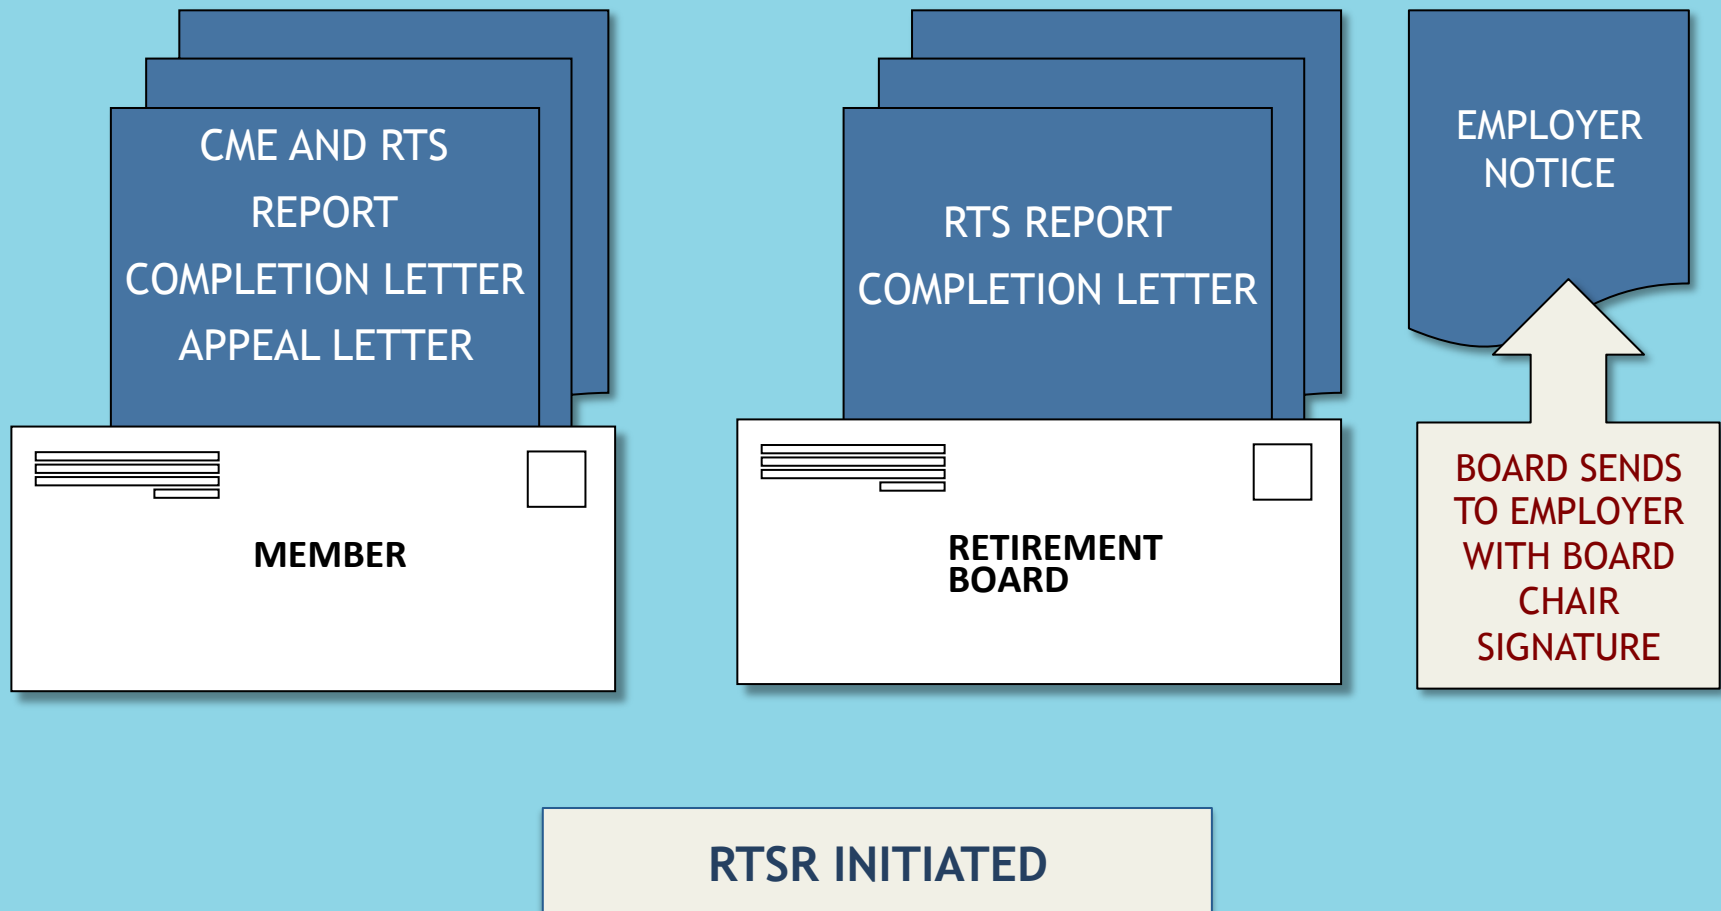 CME AND RTS
REPORT
COMPLETION LETTER
APPEAL LETTER
MEMBER
RTS REPORT
COMPLETION LETTER
RETIREMENT
BOARD
EMPLOYER
NOTICE
BOARD SENDS
TO EMPLOYER
WITH BOARD
CHAIR
SIGNATURE
RTSR INITIATED